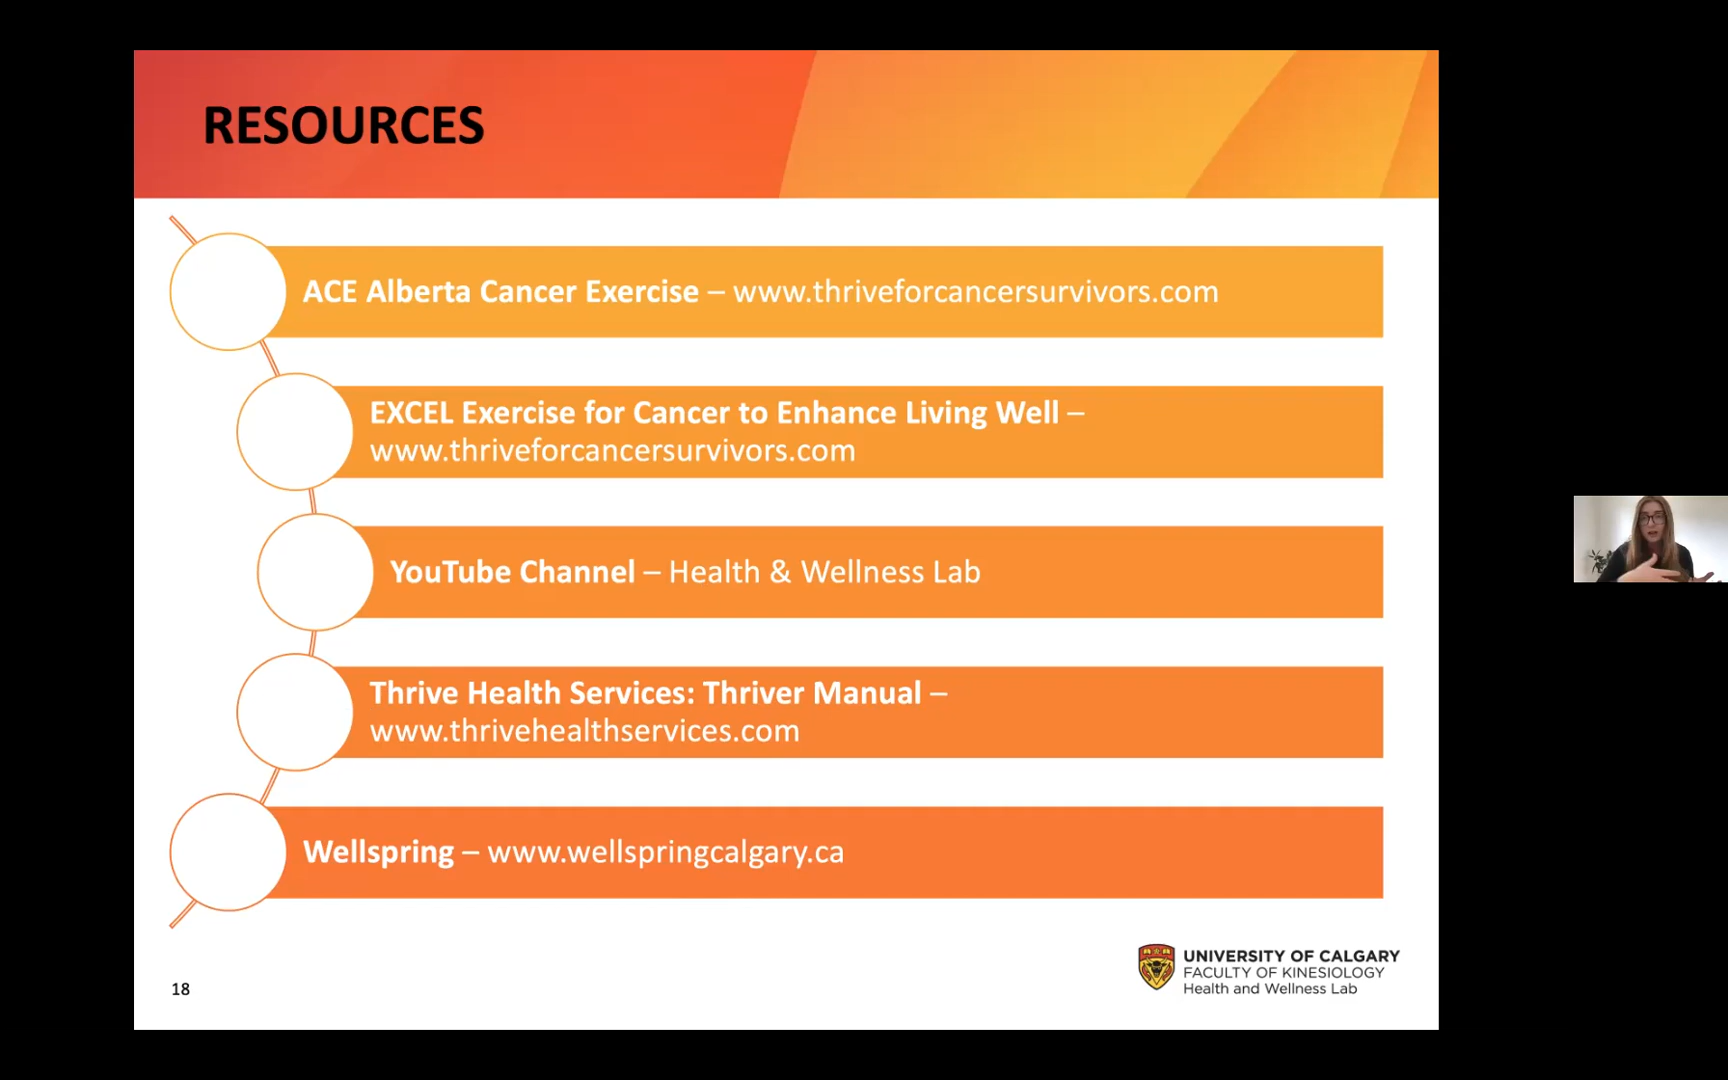 RESOURCES
ACE Alberta Cancer Exercise – www.thriveforcancersurvivors.com
EXCEL Exercise for Cancer to Enhance Living Well –
www.thriveforcancersurvivors.com
YouTube Channel – Health & Wellness Lab
Thrive Health Services: Thriver Manual –
www.thrivehealthservices.com
Wellspring – www.wellspringcalgary.ca
UNIVERSITY OF CALGARY
FACULTY OF KINESIOLOGY
Health and Wellness Lab
18